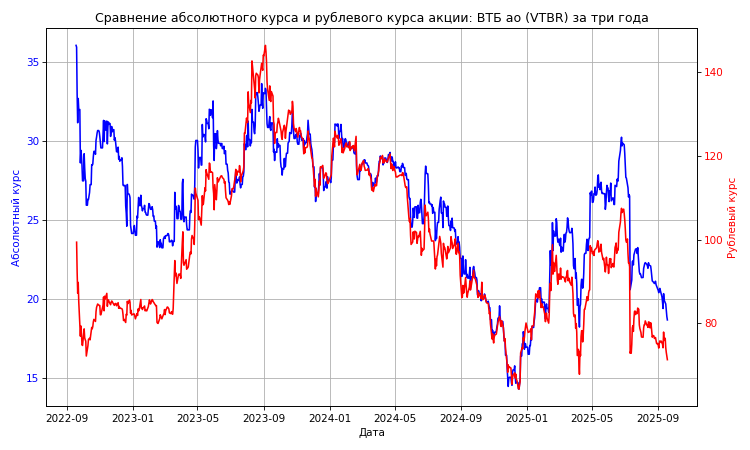 Сравнение абсолютного курса и рублевого курса акции: ВТБ ао (VTBR) за три года
35
30
25
20
15
Абсолютный курс
140
120
100
80
Рублевый курс
2022-09 2023-01 2023-05 2023-09 2024-01 2024-05 2024-09 2025-01 2025-05 2025-09
Дата